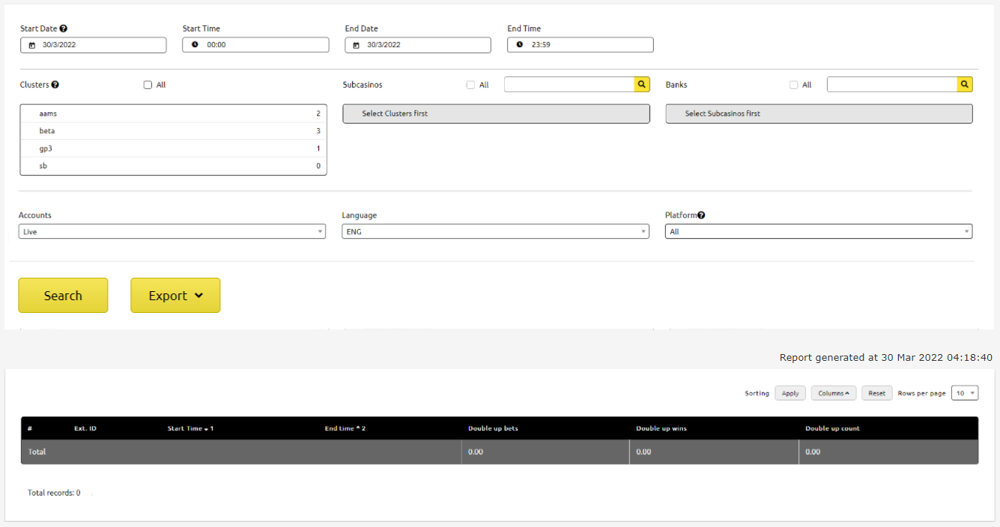 Start Date Start Time End Date End Time
30/3/2022 00:00 30/3/2022 23:59
Clusters All Subcasinos All Banks All
aams 2 Select Clusters first Select Subcasinos first
beta 3
gp3 1
sb 0
Accounts Language Platform
Live ENG All
Search Export
Report generated at 30 Mar 2022 04:18:40
Sorting Apply Columns Reset Rows per page 10
# Ext. ID Start Time 1 End time 2 Double up bets Double up wins Double up count
Total 0.00 0.00 0.00
Total records: 0